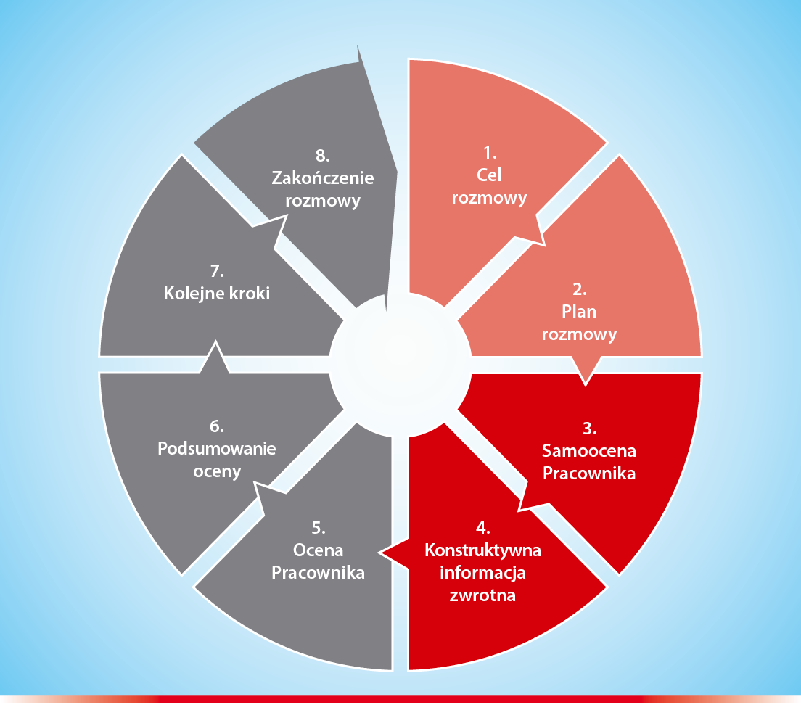 1.
Cel
rozmowy
2.
Plan
rozmowy
3.
Samoocena
Pracownika
4.
Konstruktywna
informacja
zwrotna
5.
Ocena
Pracownika
6.
Podsumowanie
oceny
7.
Kolejne kroki
8.
Zakończenie
rozmowy